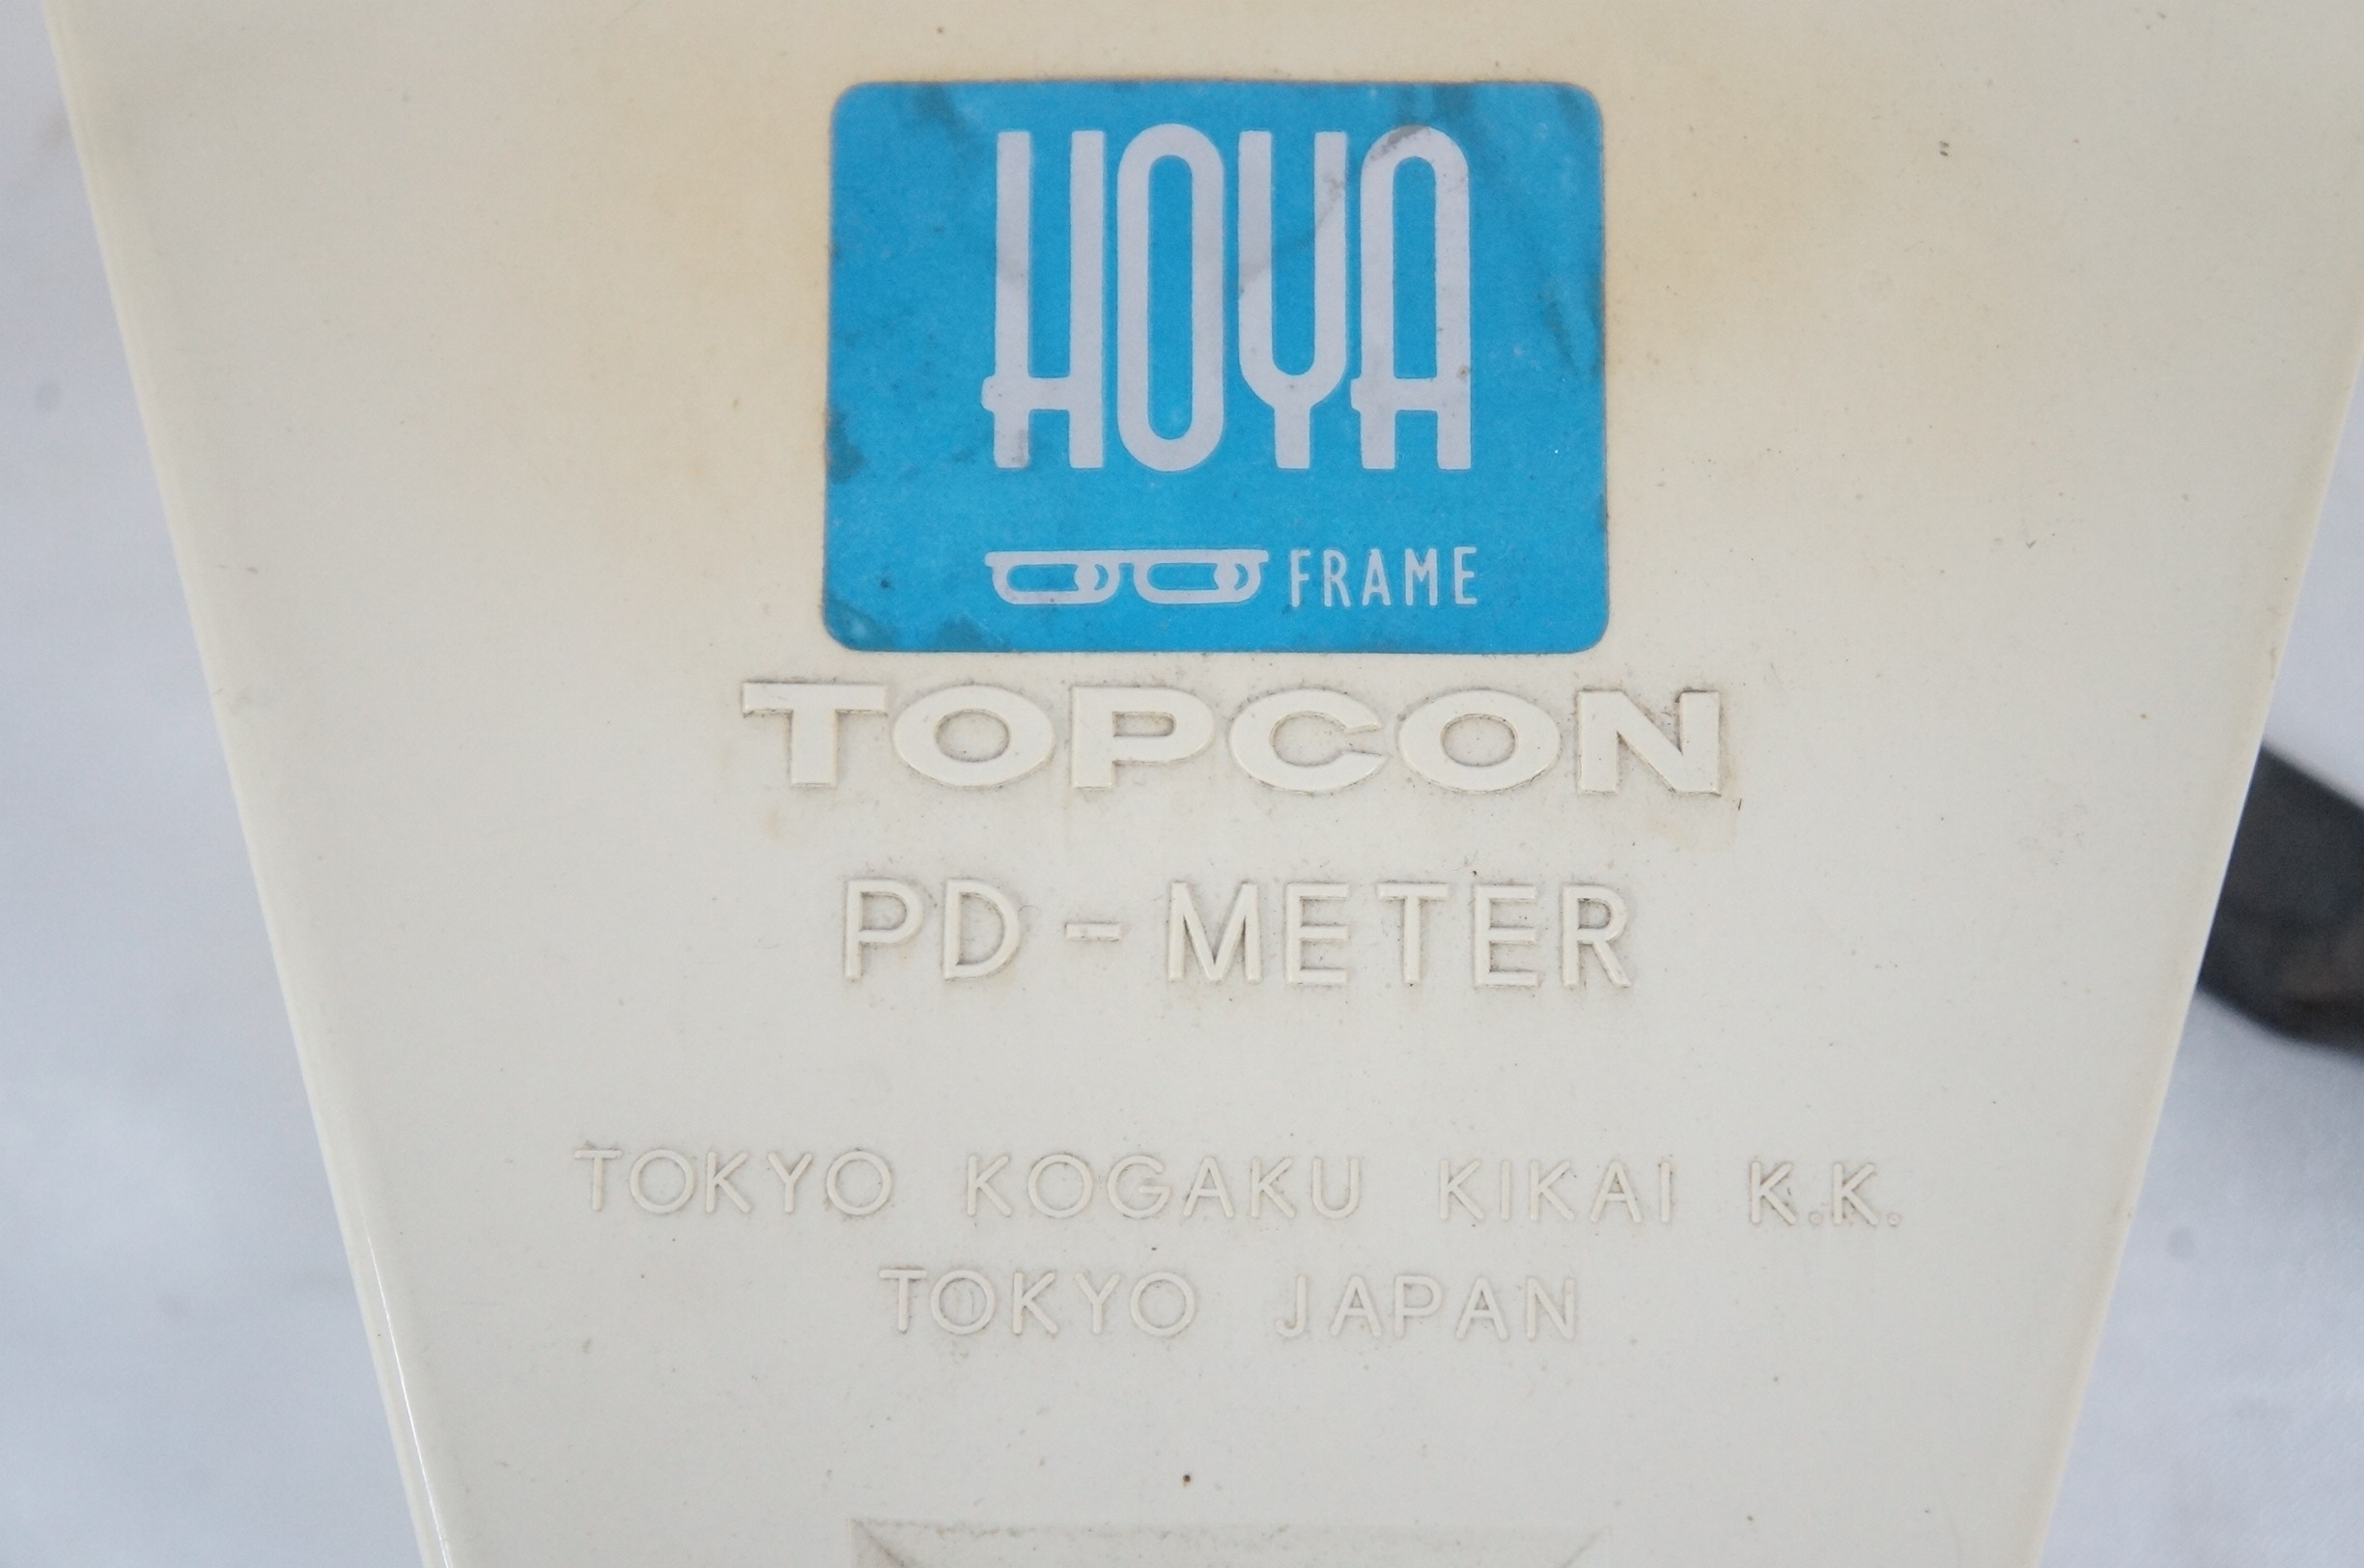 HOYA
FRAME
TOPCON
PD-METER
TOKYO KOGAKU KIKAI K.K.
TOKYO JAPAN